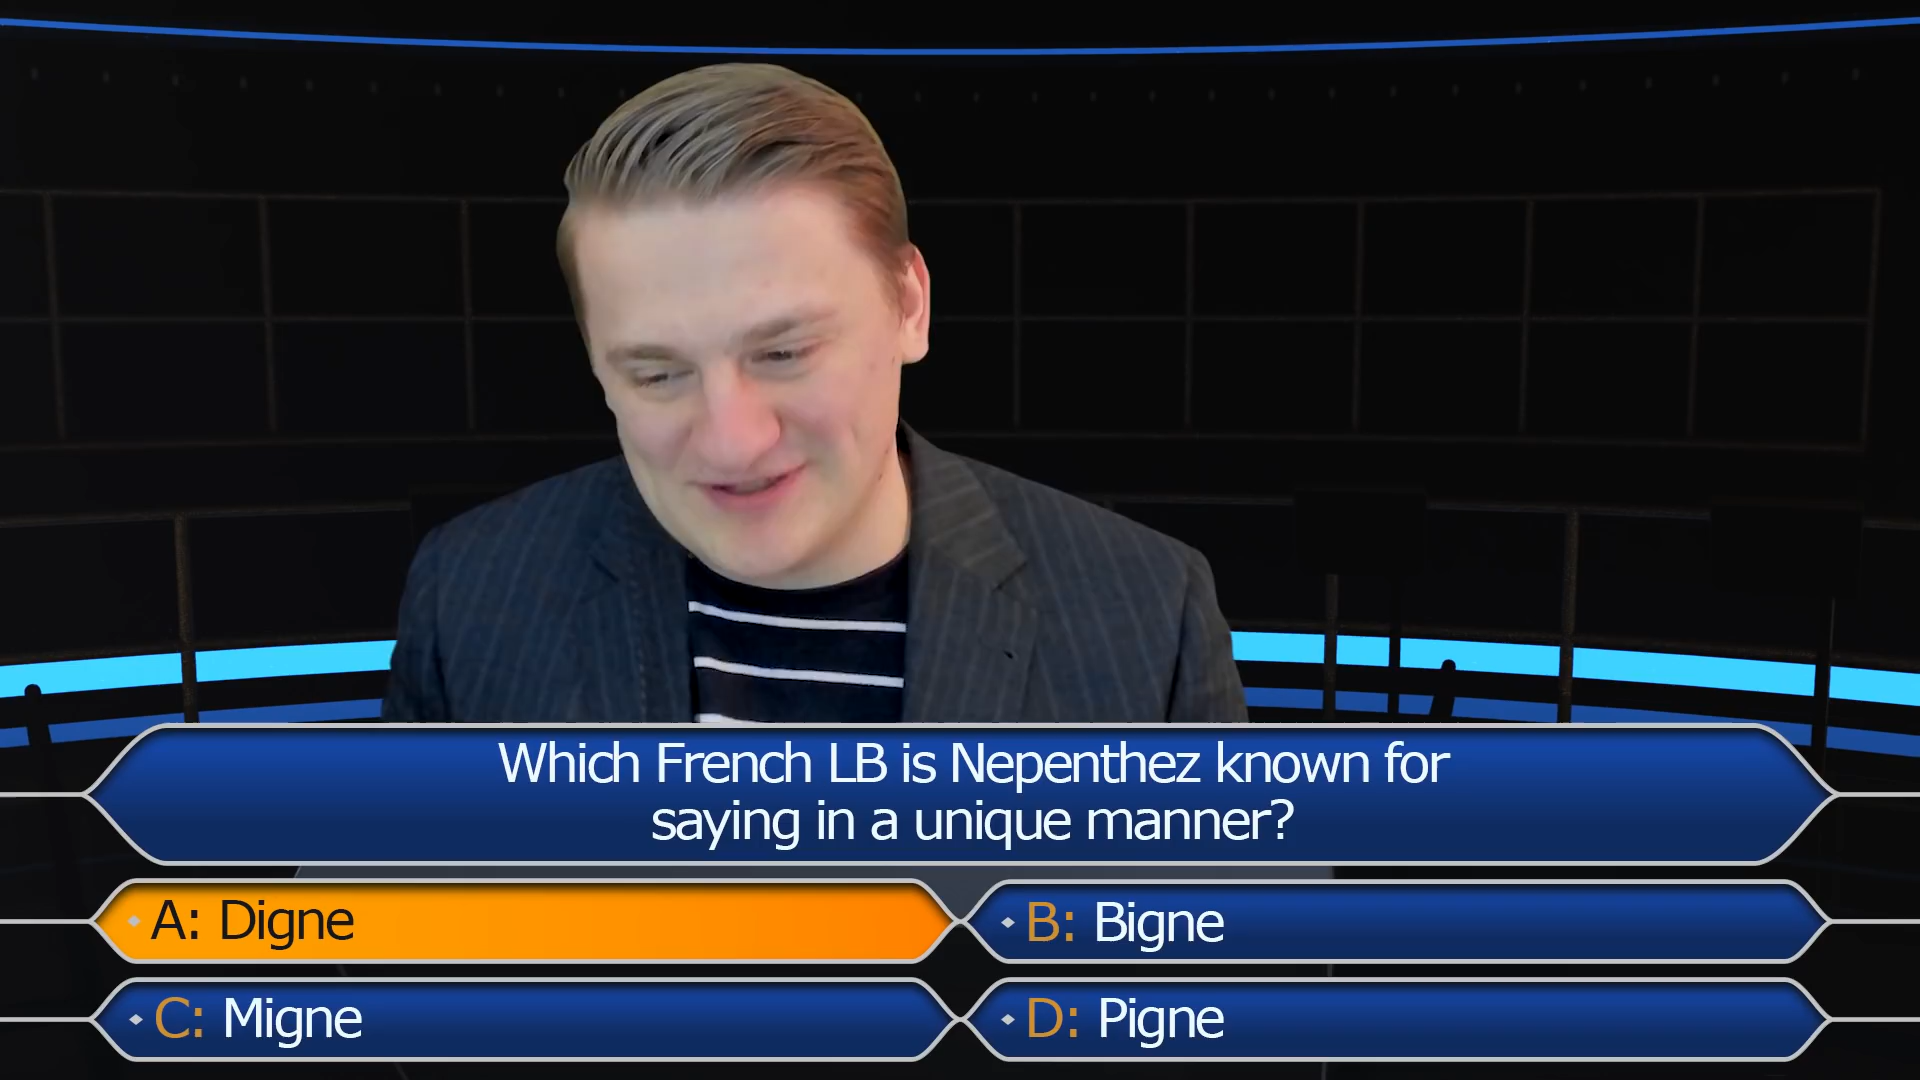 Which French LB is Nepenthez known for
saying in a unique manner?
A: Digne
B: Bigne
C: Migne
D: Pigne